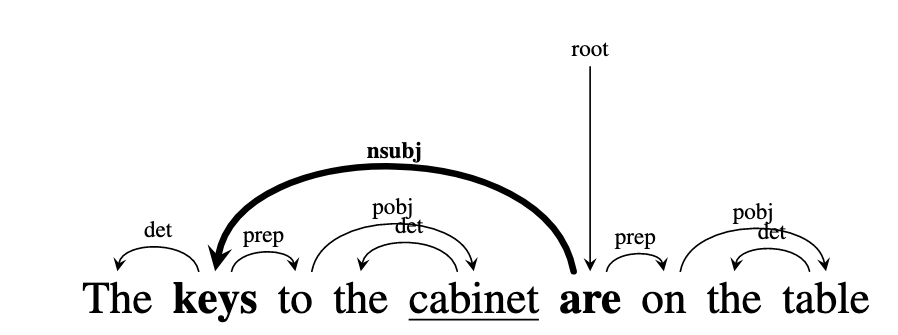 root
nsubj
det prep pobj det prep pobj det
The keys to the cabinet are on the table